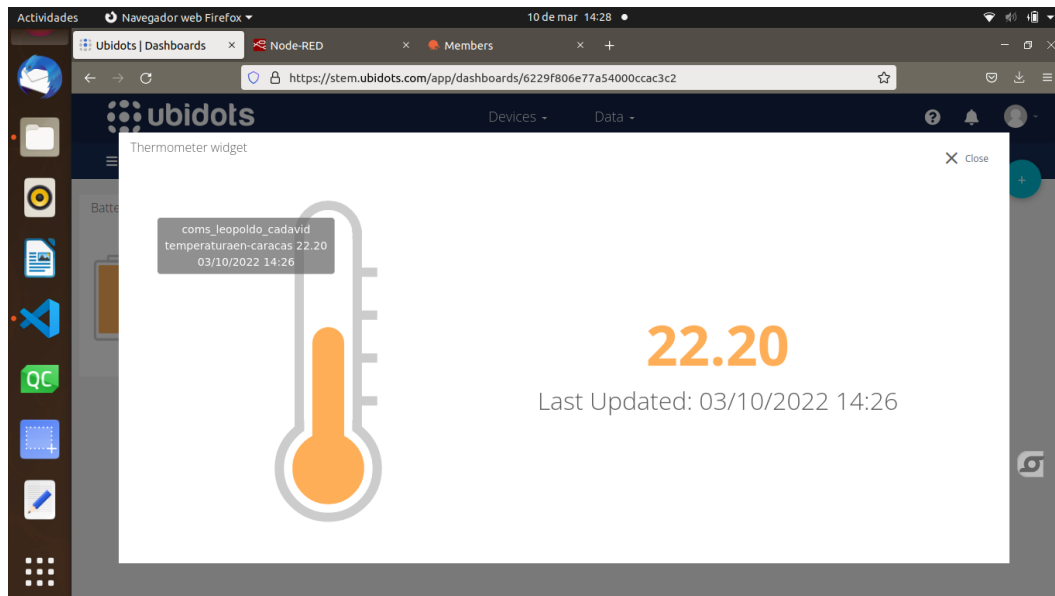 Actividades
Navegador web Firefox
10 de mar 14:28
Ubidots | Dashboards
Node-RED
Members
https://stem.ubidots.com/app/dashboards/6229f806e77a54000ccac3c2
ubidots
Devices
Data
Thermometer widget
Close
Batte
coms_leopoldo_cadavid
temperaturaen-caracas 22.20
03/10/2022 14:26
22.20
Last Updated: 03/10/2022 14:26
QC